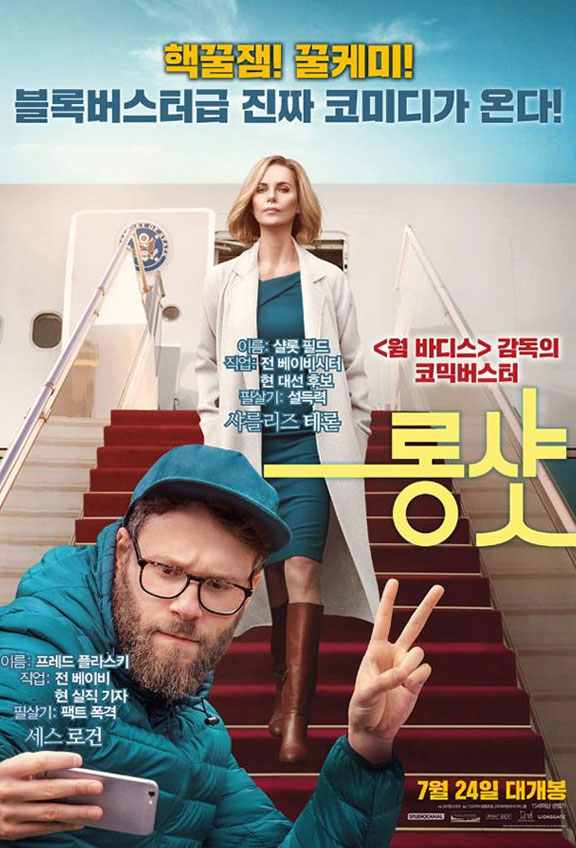 핵꿀잼! 꿀케미!
블록버스터급 진짜 코미디가 온다!
이름: 샬롯 필드
직업: 전 베이비시터
현 대선 후보
필살기: 설득력
샤를리즈 테론
<웜 바디스> 감독의
코믹버스터
롱샷
이름: 프레드 플라스키
직업: 전 베이비
현 실직 기자
필살기: 팩트 폭격
세스 로건
7월 24일 대개봉
STUDIOCANAL
LIONSGATE